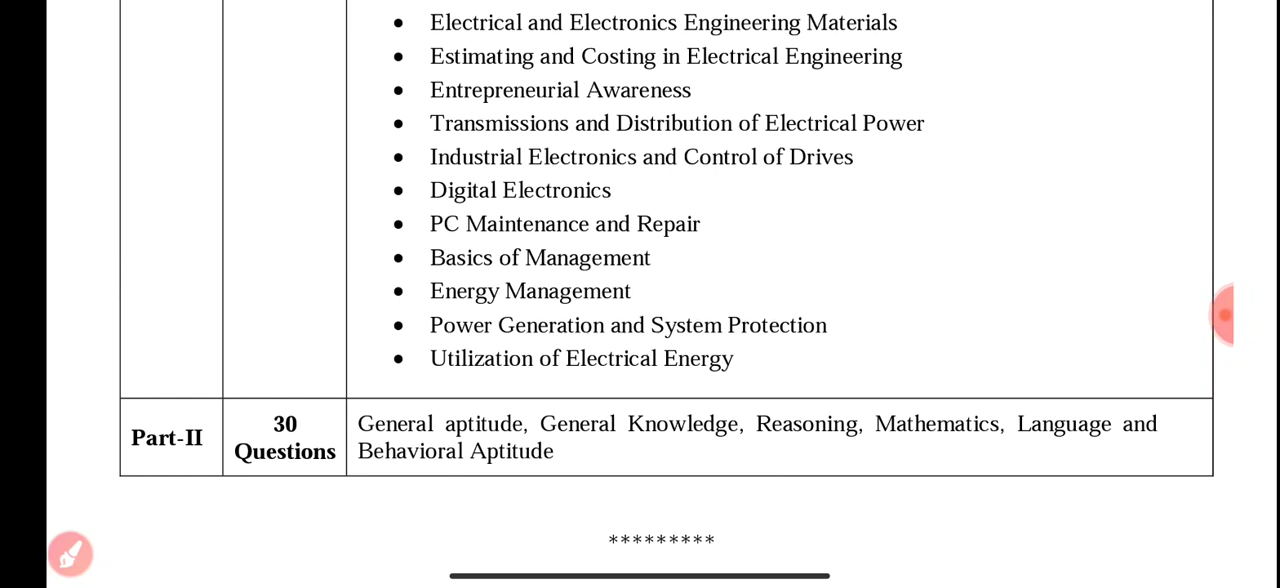 • Electrical and Electronics Engineering Materials
• Estimating and Costing in Electrical Engineering
• Entrepreneurial Awareness
• Transmissions and Distribution of Electrical Power
• Industrial Electronics and Control of Drives
• Digital Electronics
• PC Maintenance and Repair
• Basics of Management
• Energy Management
• Power Generation and System Protection
• Utilization of Electrical Energy
Part-II
30
Questions
General aptitude, General Knowledge, Reasoning, Mathematics, Language and
Behavioral Aptitude
*********